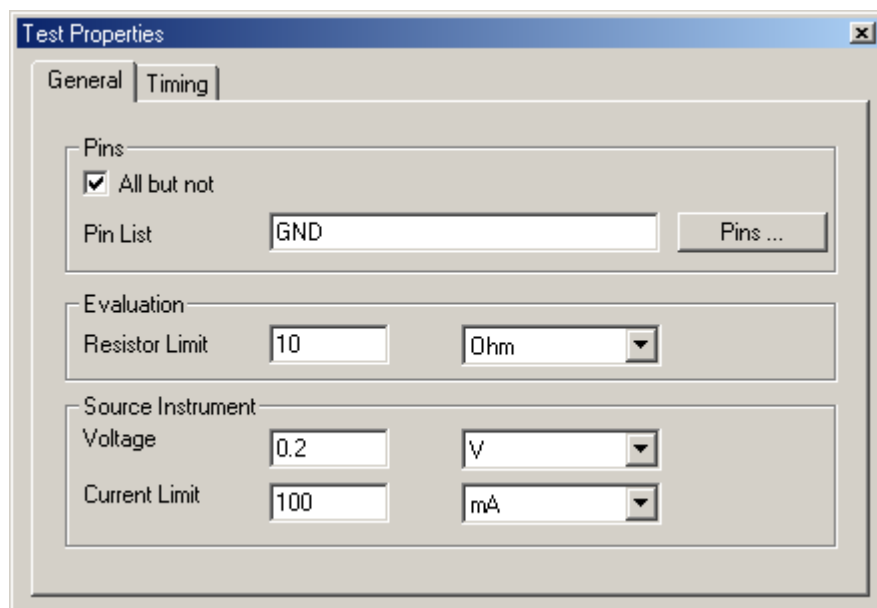 Test Properties
General Timing
Pins
All but not
Pin List GND Pins ...
Evaluation
Resistor Limit 10 Ohm
Source Instrument
Voltage 0.2 V
Current Limit 100 mA